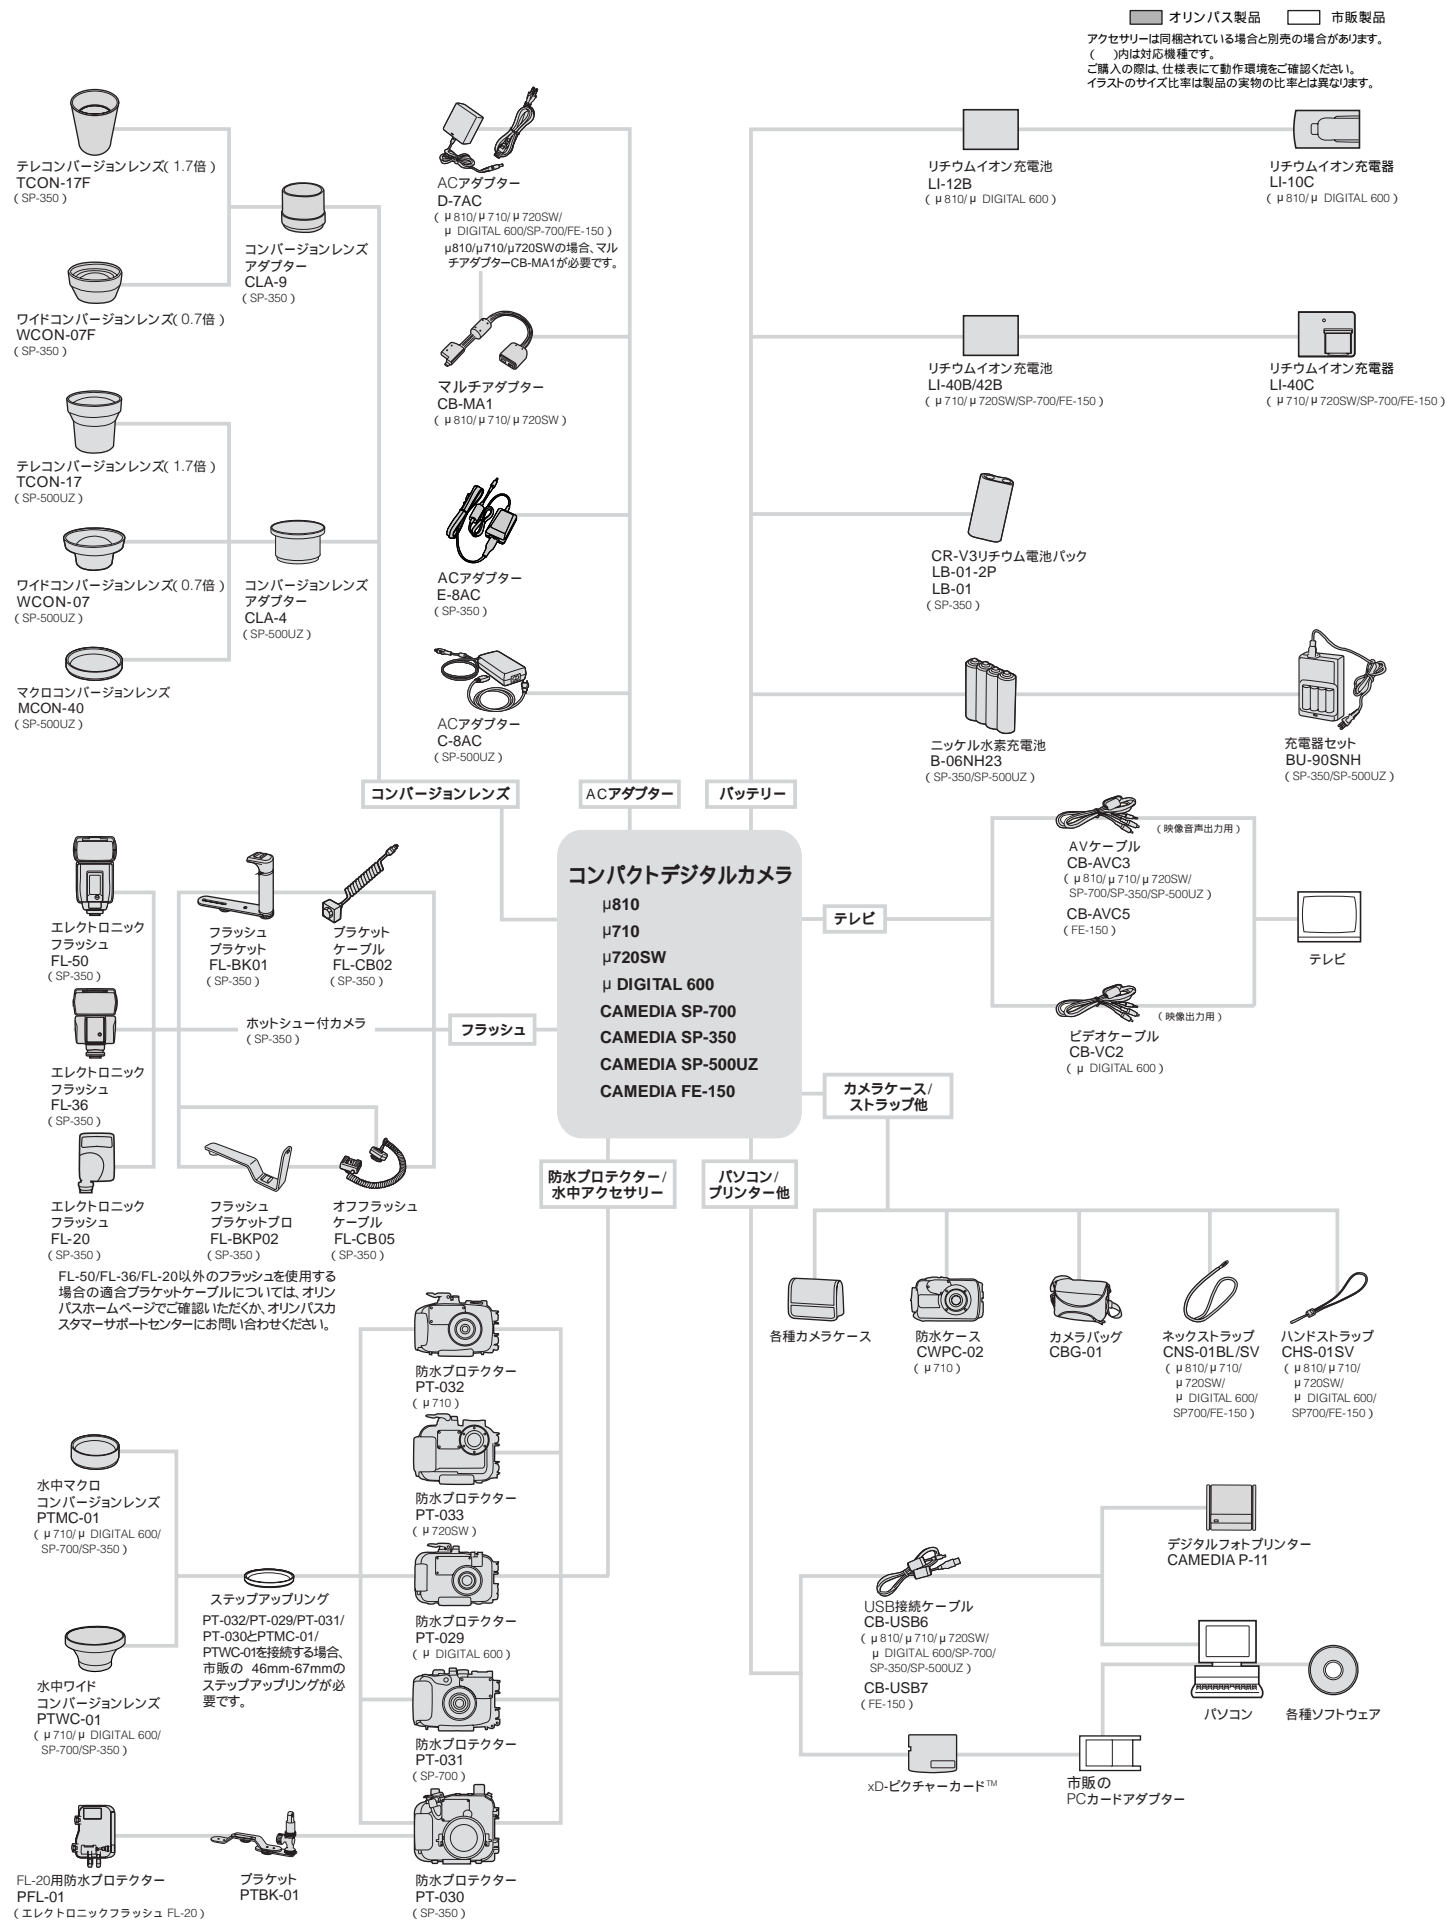 オリンパス製品
市販製品
アクセサリーは同梱されている場合と別売の場合があります。
( )内は対応機種です。
ご購入の際は、仕様表にて動作環境をご確認ください。
イラストのサイズ比率は製品の実物の比率とは異なります。
テレコンバージョンレンズ( 1.7倍 )
TCON-17F
( SP-350 )
コンバージョンレンズ
アダプター
CLA-9
( SP-350 )
ワイドコンバージョンレンズ( 0.7倍 )
WCON-07F
( SP-350 )
テレコンバージョンレンズ( 1.7倍 )
TCON-17
( SP-500UZ )
ワイドコンバージョンレンズ( 0.7倍 )
WCON-07
( SP-500UZ )
コンバージョンレンズ
アダプター
CLA-4
( SP-500UZ )
マクロコンバージョンレンズ
MCON-40
( SP-500UZ )
ACアダプター
D-7AC
( μ810/μ710/μ720SW/
μ DIGITAL 600/SP-700/FE-150 )
μ810/μ710/μ720SWの場合、マル
チアダプターCB-MA1が必要です。
マルチアダプター
CB-MA1
( μ810/μ710/μ720SW )
ACアダプター
E-8AC
( SP-350 )
ACアダプター
C-8AC
( SP-500UZ )
リチウムイオン充電池
LI-12B
( μ810/μ DIGITAL 600 )
リチウムイオン充電器
LI-10C
( μ810/μ DIGITAL 600 )
リチウムイオン充電池
LI-40B/42B
( μ710/μ720SW/SP-700/FE-150 )
リチウムイオン充電器
LI-40C
( μ710/μ720SW/SP-700/FE-150 )
CR-V3リチウム電池パック
LB-01-2P
LB-01
( SP-350 )
ニッケル水素充電池
B-06NH23
( SP-350/SP-500UZ )
充電器セット
BU-90SNH
( SP-350/SP-500UZ )
コンバージョンレンズ
ACアダプター
バッテリー
コンパクトデジタルカメラ
μ810
μ710
μ720SW
μ DIGITAL 600
CAMEDIA SP-700
CAMEDIA SP-350
CAMEDIA SP-500UZ
CAMEDIA FE-150
テレビ
( 映像音声出力用 )
AVケーブル
CB-AVC3
( μ810/μ710/μ720SW/
SP-700/SP-350/SP-500UZ )
CB-AVC5
( FE-150 )
テレビ
( 映像出力用 )
ビデオケーブル
CB-VC2
( μ DIGITAL 600 )
エレクトロニック
フラッシュ
FL-50
( SP-350 )
フラッシュ
ブラケット
FL-BK01
( SP-350 )
ブラケット
ケーブル
FL-CB02
( SP-350 )
ホットシュー付カメラ
( SP-350 )
フラッシュ
エレクトロニック
フラッシュ
FL-36
( SP-350 )
エレクトロニック
フラッシュ
FL-20
( SP-350 )
フラッシュ
ブラケットプロ
FL-BKP02
( SP-350 )
オフフラッシュ
ケーブル
FL-CB05
( SP-350 )
FL-50/FL-36/FL-20以外のフラッシュを使用する
場合の適合ブラケットケーブルについては、オリン
パスホームページでご確認いただくか、オリンパスカ
スタマーサポートセンターにお問い合わせください。
防水プロテクター/
水中アクセサリー
パソコン/
プリンター他
カメラケース/
ストラップ他
各種カメラケース
防水ケース
CWPC-02
( μ710 )
カメラバッグ
CBG-01
ネックストラップ
CNS-01BL/SV
( μ810/μ710/
μ720SW/
μ DIGITAL 600/
SP700/FE-150 )
ハンドストラップ
CHS-01SV
( μ810/μ710/
μ720SW/
μ DIGITAL 600/
SP700/FE-150 )
防水プロテクター
PT-032
( μ710 )
防水プロテクター
PT-033
( μ720SW )
防水プロテクター
PT-029
( μ DIGITAL 600 )
防水プロテクター
PT-031
( SP-700 )
防水プロテクター
PT-030
( SP-350 )
水中マクロ
コンバージョンレンズ
PTMC-01
( μ710/μ DIGITAL 600/
SP-700/SP-350 )
ステップアップリング
PT-032/PT-029/PT-031/
PT-030とPTMC-01/
PTWC-01を接続する場合、
市販の 46mm-67mmの
ステップアップリングが必
要です。
水中ワイド
コンバージョンレンズ
PTWC-01
( μ710/μ DIGITAL 600/
SP-700/SP-350 )
FL-20用防水プロテクター
PFL-01
( エレクトロニックフラッシュ FL-20 )
ブラケット
PTBK-01
デジタルフォトプリンター
CAMEDIA P-11
USB接続ケーブル
CB-USB6
( μ810/μ710/μ720SW/
μ DIGITAL 600/SP-700/
SP-350/SP-500UZ )
CB-USB7
( FE-150 )
パソコン
各種ソフトウェア
xD-ピクチャーカード™
市販の
PCカードアダプター